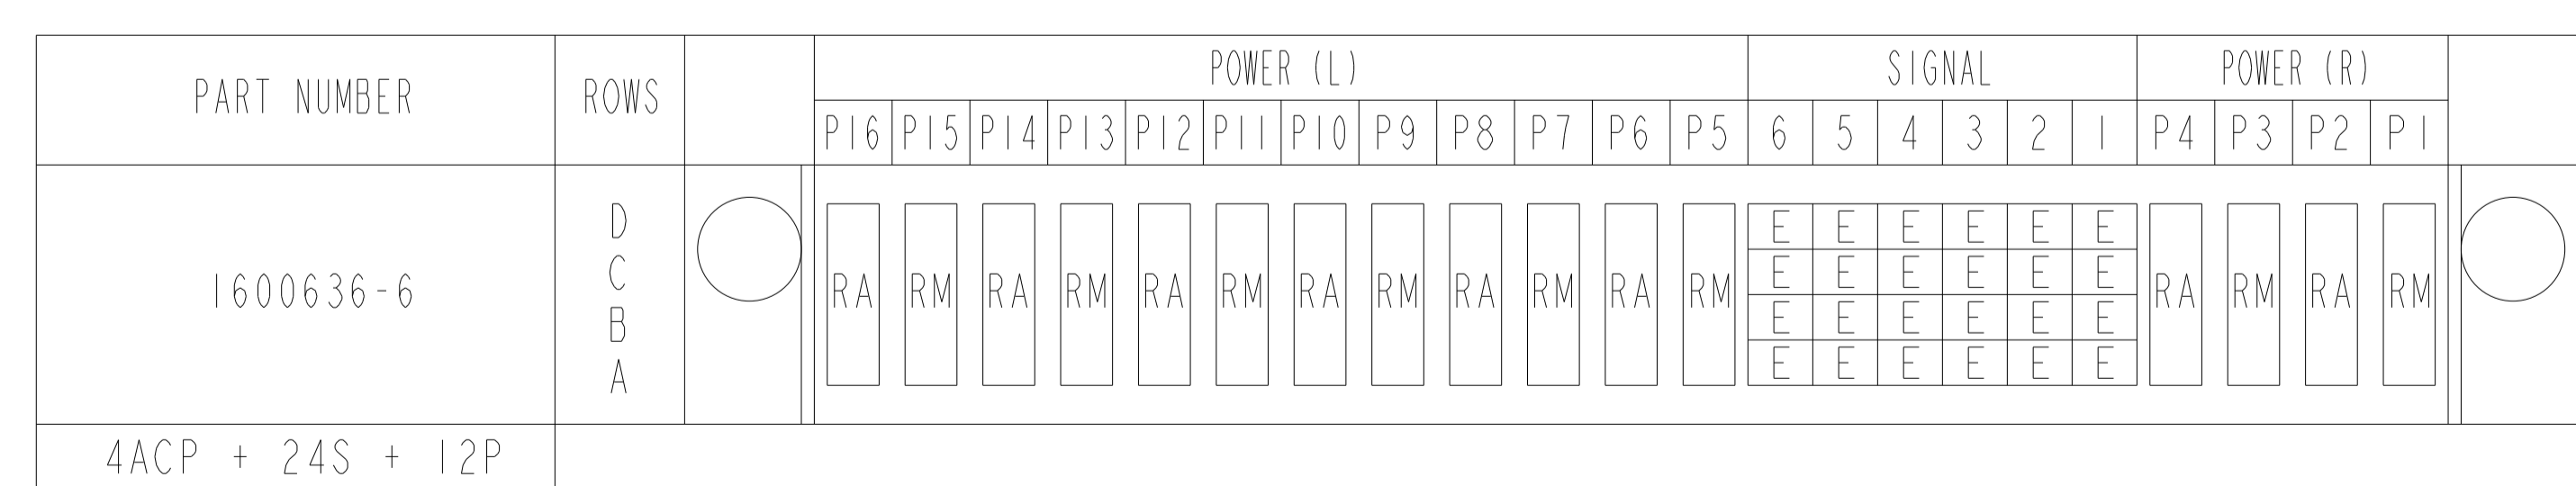 PART NUMBER ROWS POWER (L) SIGNAL POWER (R)
P16 P15 P14 P13 P12 P11 P10 P9 P8 P7 P6 P5 6 5 4 3 2 1 P4 P3 P2 P1
D E E E E E E
C E E E E E E
1600636-6 RA RM RA RM RA RM RA RM RA RM RA RM RA RM RA RM
B E E E E E E
A E E E E E E
4ACP + 24S + 12P